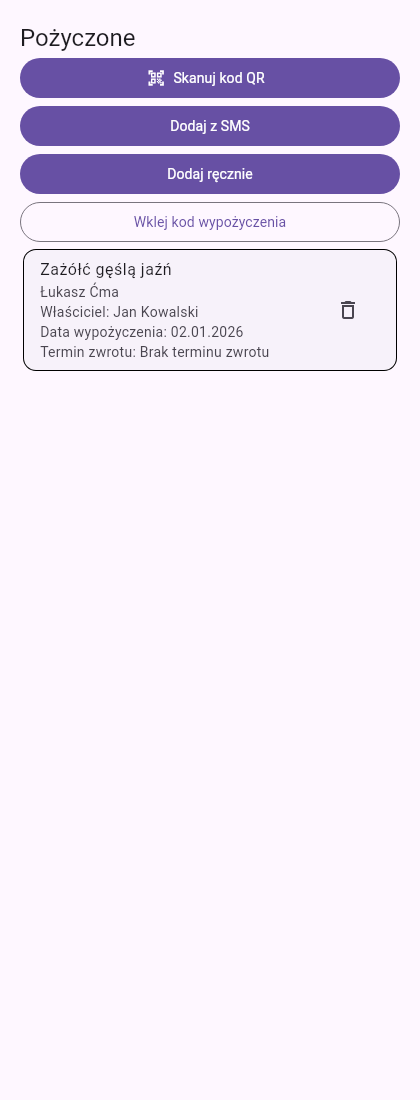 Pożyczone
Skanuj kod QR
Dodaj z SMS
Dodaj ręcznie
Wklej kod wypożyczenia
Zażółć gęślą jaźń
Łukasz Ćma
Właściciel: Jan Kowalski
Data wypożyczenia: 02.01.2026
Termin zwrotu: Brak terminu zwrotu